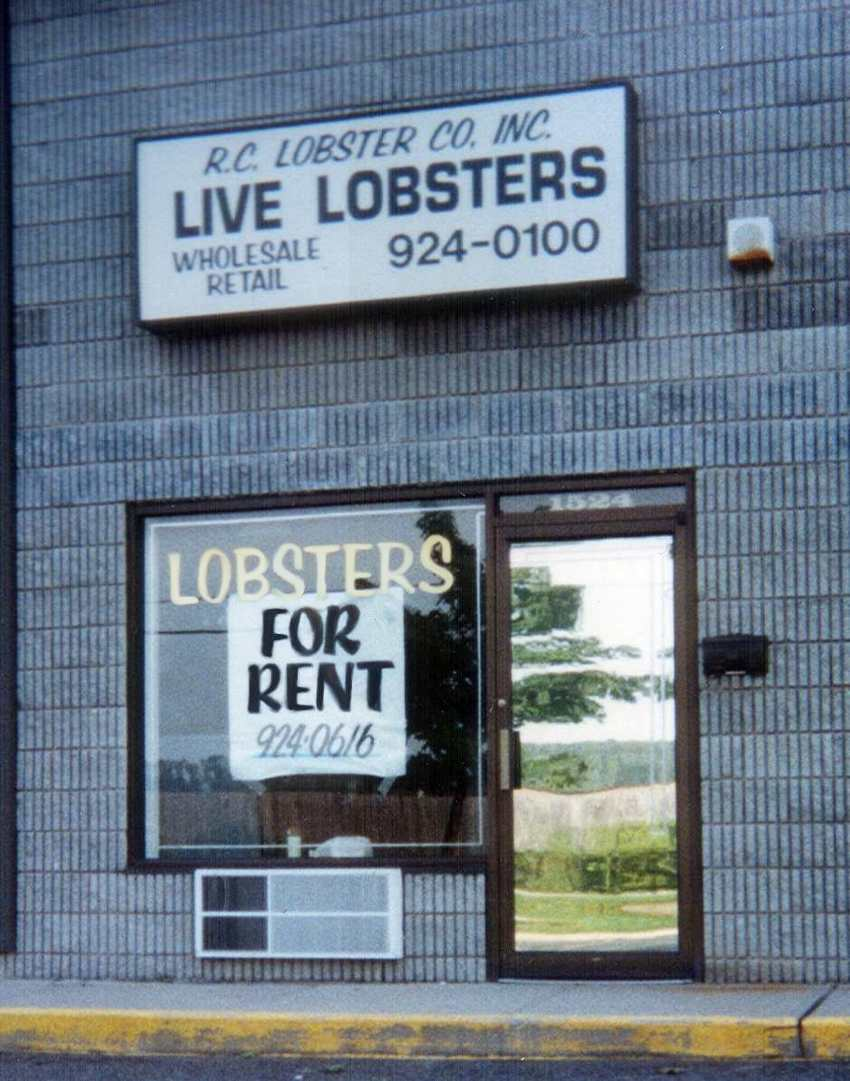 R.C. LOBSTER CO. INC.
LIVE LOBSTERS
WHOLESALE
RETAIL
924-0100
1524
LOBSTERS
FOR
RENT
924-0616